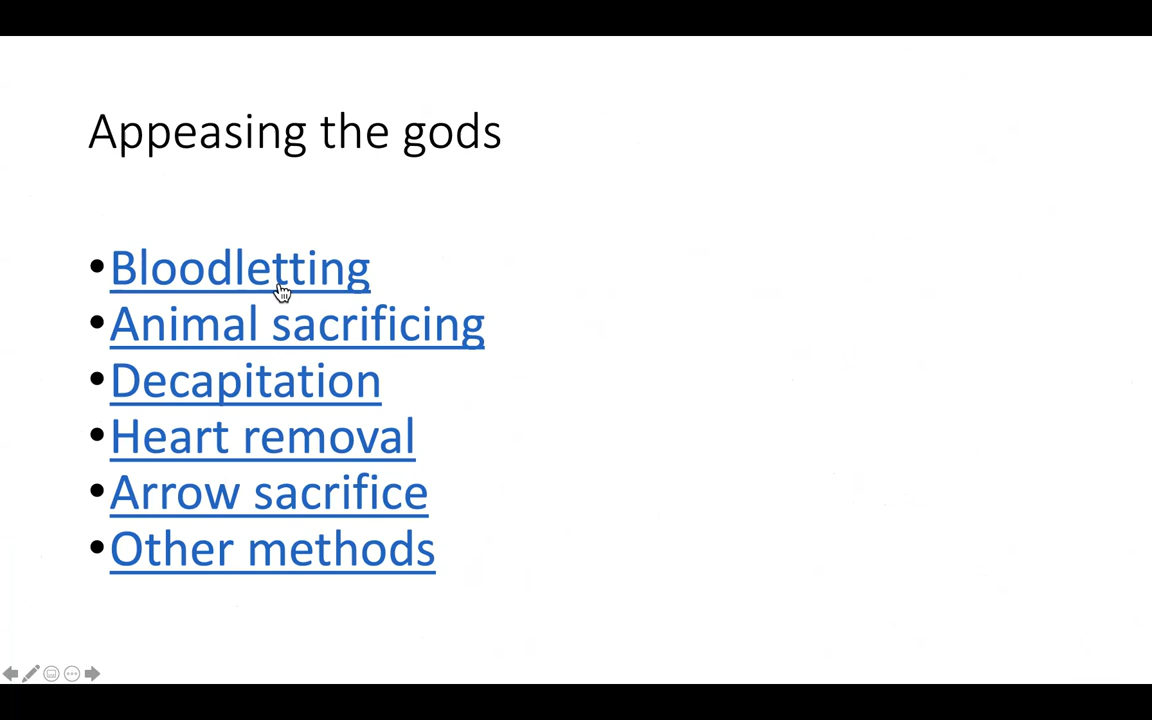 Appeasing the gods
•Bloodletting
•Animal sacrificing
•Decapitation
•Heart removal
•Arrow sacrifice
•Other methods